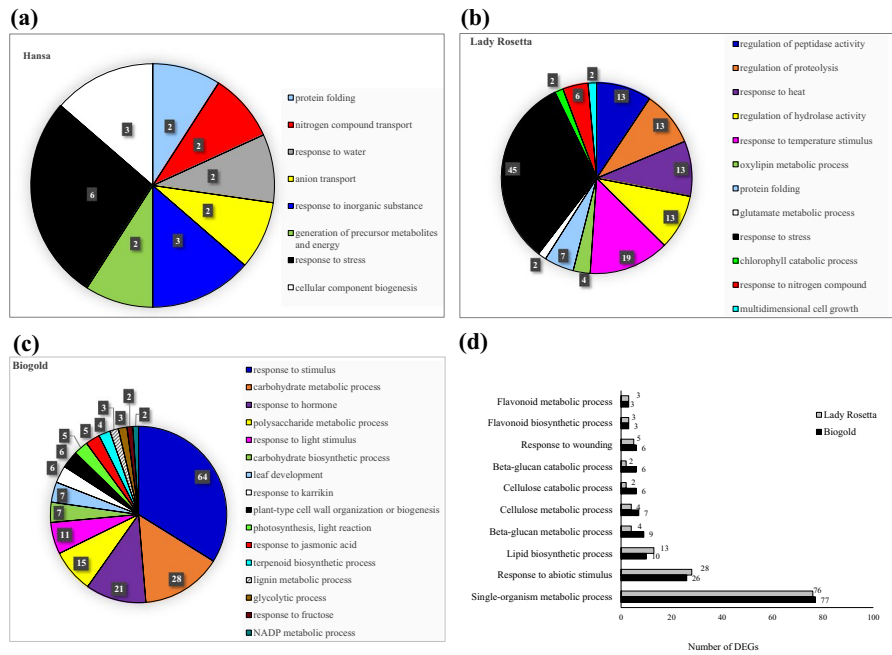 (a)
Hansa
2
2
2
2
3
2
6
3
protein folding
nitrogen compound transport
response to water
anion transport
response to inorganic substance
generation of precursor metabolites
and energy
response to stress
cellular component biogenesis
(b)
Lady Rosetta
13
13
13
13
19
4
7
2
45
2
6
2
regulation of peptidase activity
regulation of proteolysis
response to heat
regulation of hydrolase activity
response to temperature stimulus
oxylipin metabolic process
protein folding
glutamate metabolic process
response to stress
chlorophyll catabolic process
response to nitrogen compound
multidimensional cell growth
(c)
Biogold
64
28
21
15
11
7
7
6
6
5
5
4
3
3
2
2
response to stimulus
carbohydrate metabolic process
response to hormone
polysaccharide metabolic process
response to light stimulus
carbohydrate biosynthetic process
leaf development
response to karrikin
plant-type cell wall organization or biogenesis
photosynthesis, light reaction
response to jasmonic acid
terpenoid biosynthetic process
lignin metabolic process
glycolytic process
response to fructose
NADP metabolic process
(d)
Flavonoid metabolic process 3 3
Flavonoid biosynthetic process 3 3
Response to wounding 5 6
Beta-glucan catabolic process 2 6
Cellulose catabolic process 2 6
Cellulose metabolic process 4 7
Beta-glucan metabolic process 4 9
Lipid biosynthetic process 13 10
Response to abiotic stimulus 28 26
Single-organism metabolic process 76 77
0 20 40 60 80 100
Number of DEGs
Lady Rosetta
Biogold